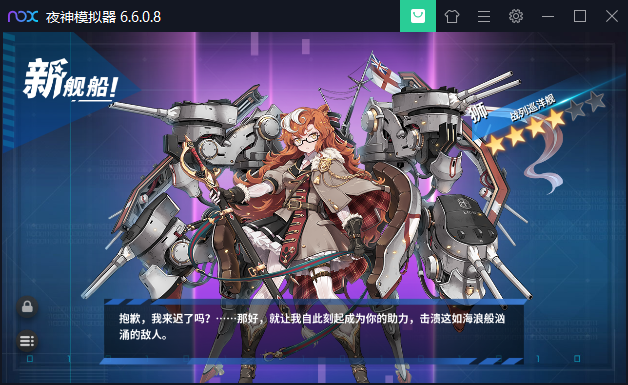 nox 夜神模拟器 6.6.0.8
新舰船!
狮 战列巡洋舰
抱歉，我来迟了吗？……那好，就让我自此刻起成为你的助力，击溃这如海浪般汹
涌的敌人。